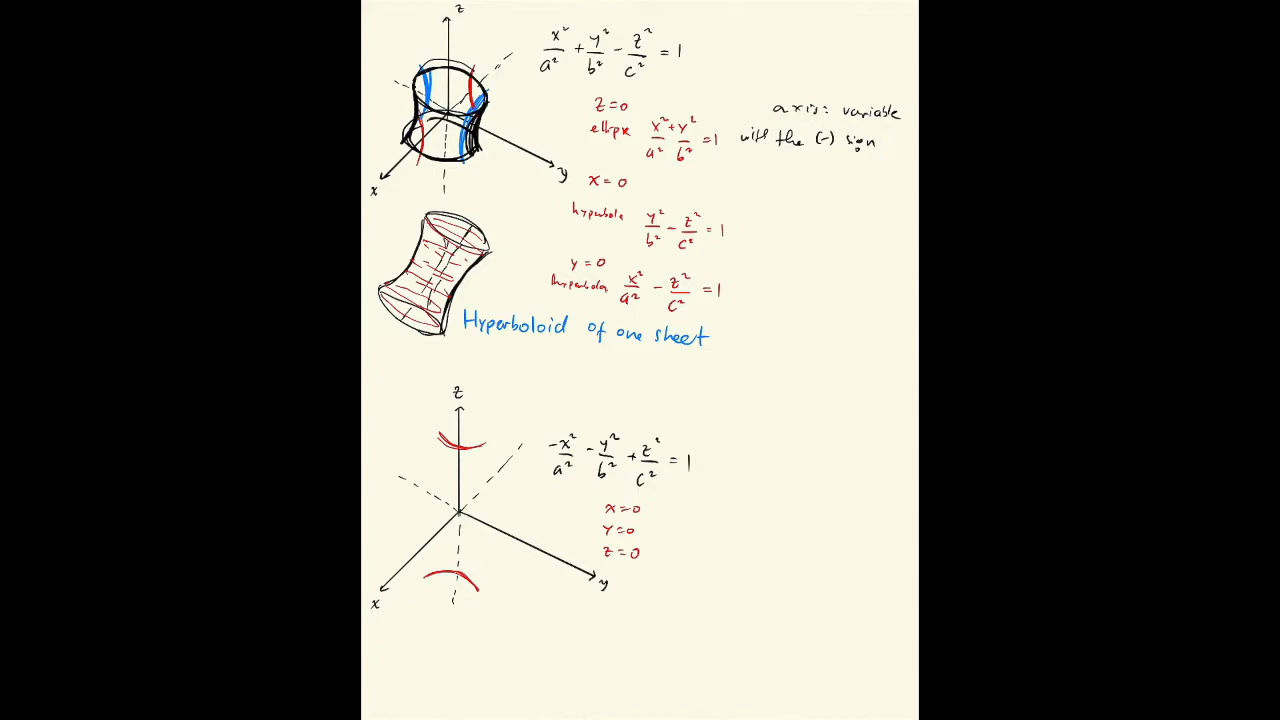 z
x²/a² + y²/b² - z²/c² = 1
z=0
ellipse x²/a² + y²/b² = 1
axis: variable
with the (-) sign
x
y
x=0
hyperbola y²/b² - z²/c² = 1
y=0
hyperbola x²/a² - z²/c² = 1
Hyperboloid of one sheet
z
-x²/a² - y²/b² + z²/c² = 1
x=0
y=0
z=0
x
y